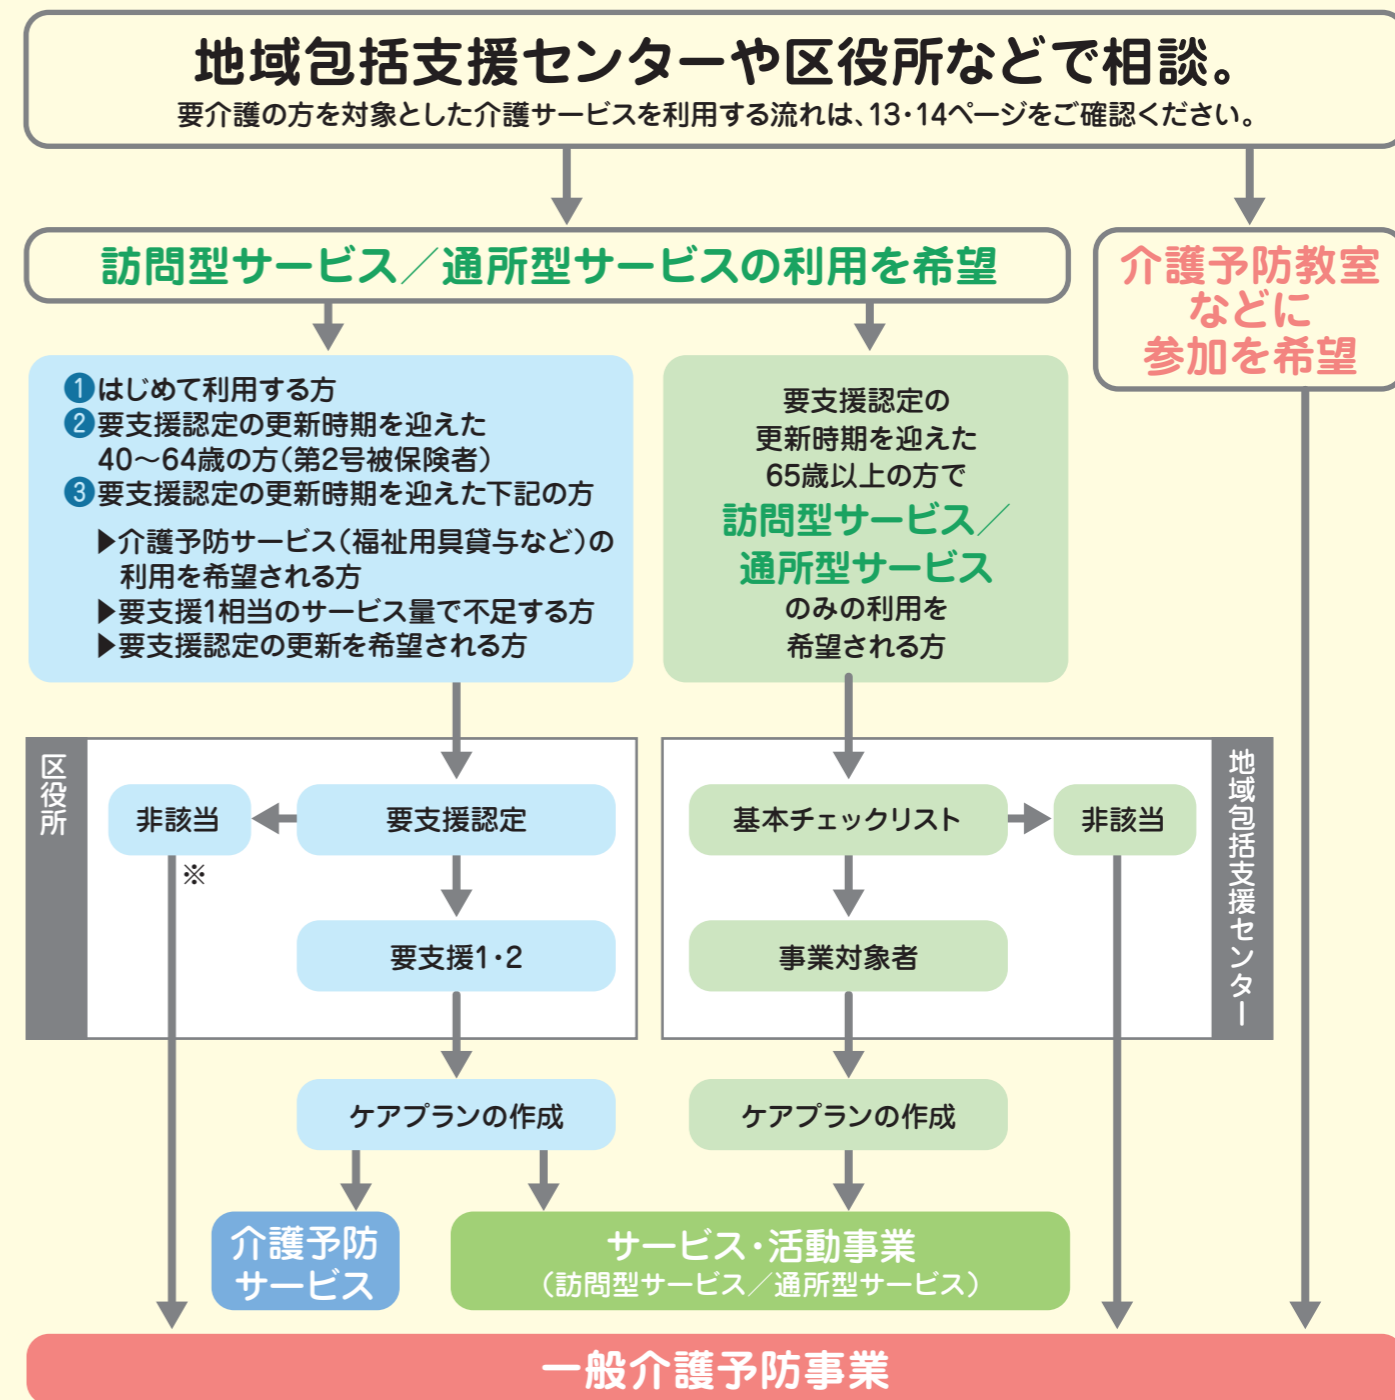 地域包括支援センターや区役所などで相談。
要介護の方を対象とした介護サービスを利用する流れは、13・14ページをご確認ください。
訪問型サービス／通所型サービスの利用を希望
介護予防教室
などに
参加を希望
❶はじめて利用する方
❷要支援認定の更新時期を迎えた
40～64歳の方（第2号被保険者）
❸要支援認定の更新時期を迎えた下記の方
▶介護予防サービス（福祉用具貸与など）の
利用を希望される方
▶要支援1相当のサービス量で不足する方
▶要支援認定の更新を希望される方
要支援認定の
更新時期を迎えた
65歳以上の方で
訪問型サービス／
通所型サービス
のみの利用を
希望される方
区役所
非該当
※
要支援認定
要支援1・2
基本チェックリスト
非該当
事業対象者
地域包括支援センター
ケアプランの作成
ケアプランの作成
介護予防
サービス
サービス・活動事業
（訪問型サービス／通所型サービス）
一般介護予防事業